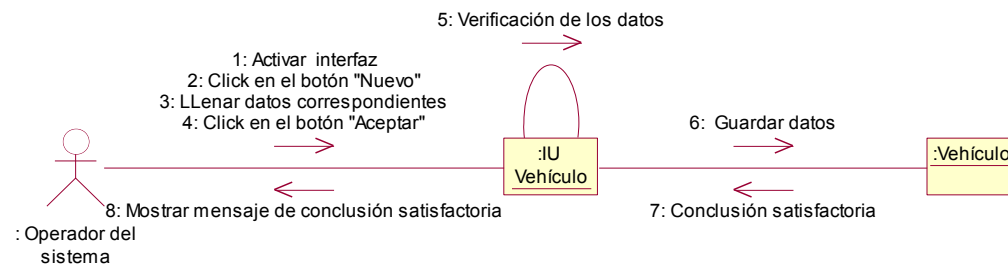 5: Verificación de los datos
1: Activar interfaz
2: Click en el botón "Nuevo"
3: LLenar datos correspondientes
4: Click en el botón "Aceptar"
6: Guardar datos
:IU
Vehículo
:Vehículo
8: Mostrar mensaje de conclusión satisfactoria
7: Conclusión satisfactoria
: Operador del
sistema